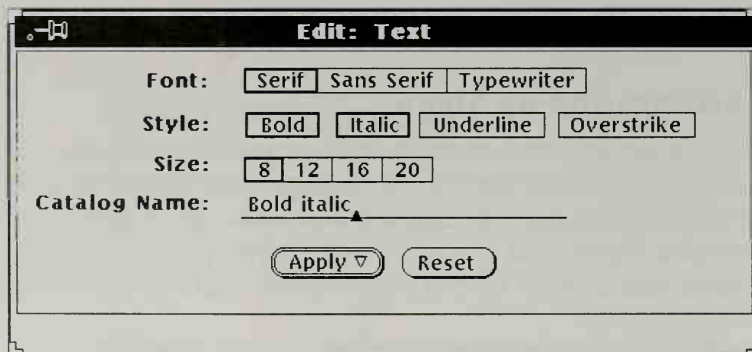 Edit: Text
Font: Serif Sans Serif Typewriter
Style: Bold Italic Underline Overstrike
Size: 8 12 16 20
Catalog Name: Bold italic
Apply ▽ Reset